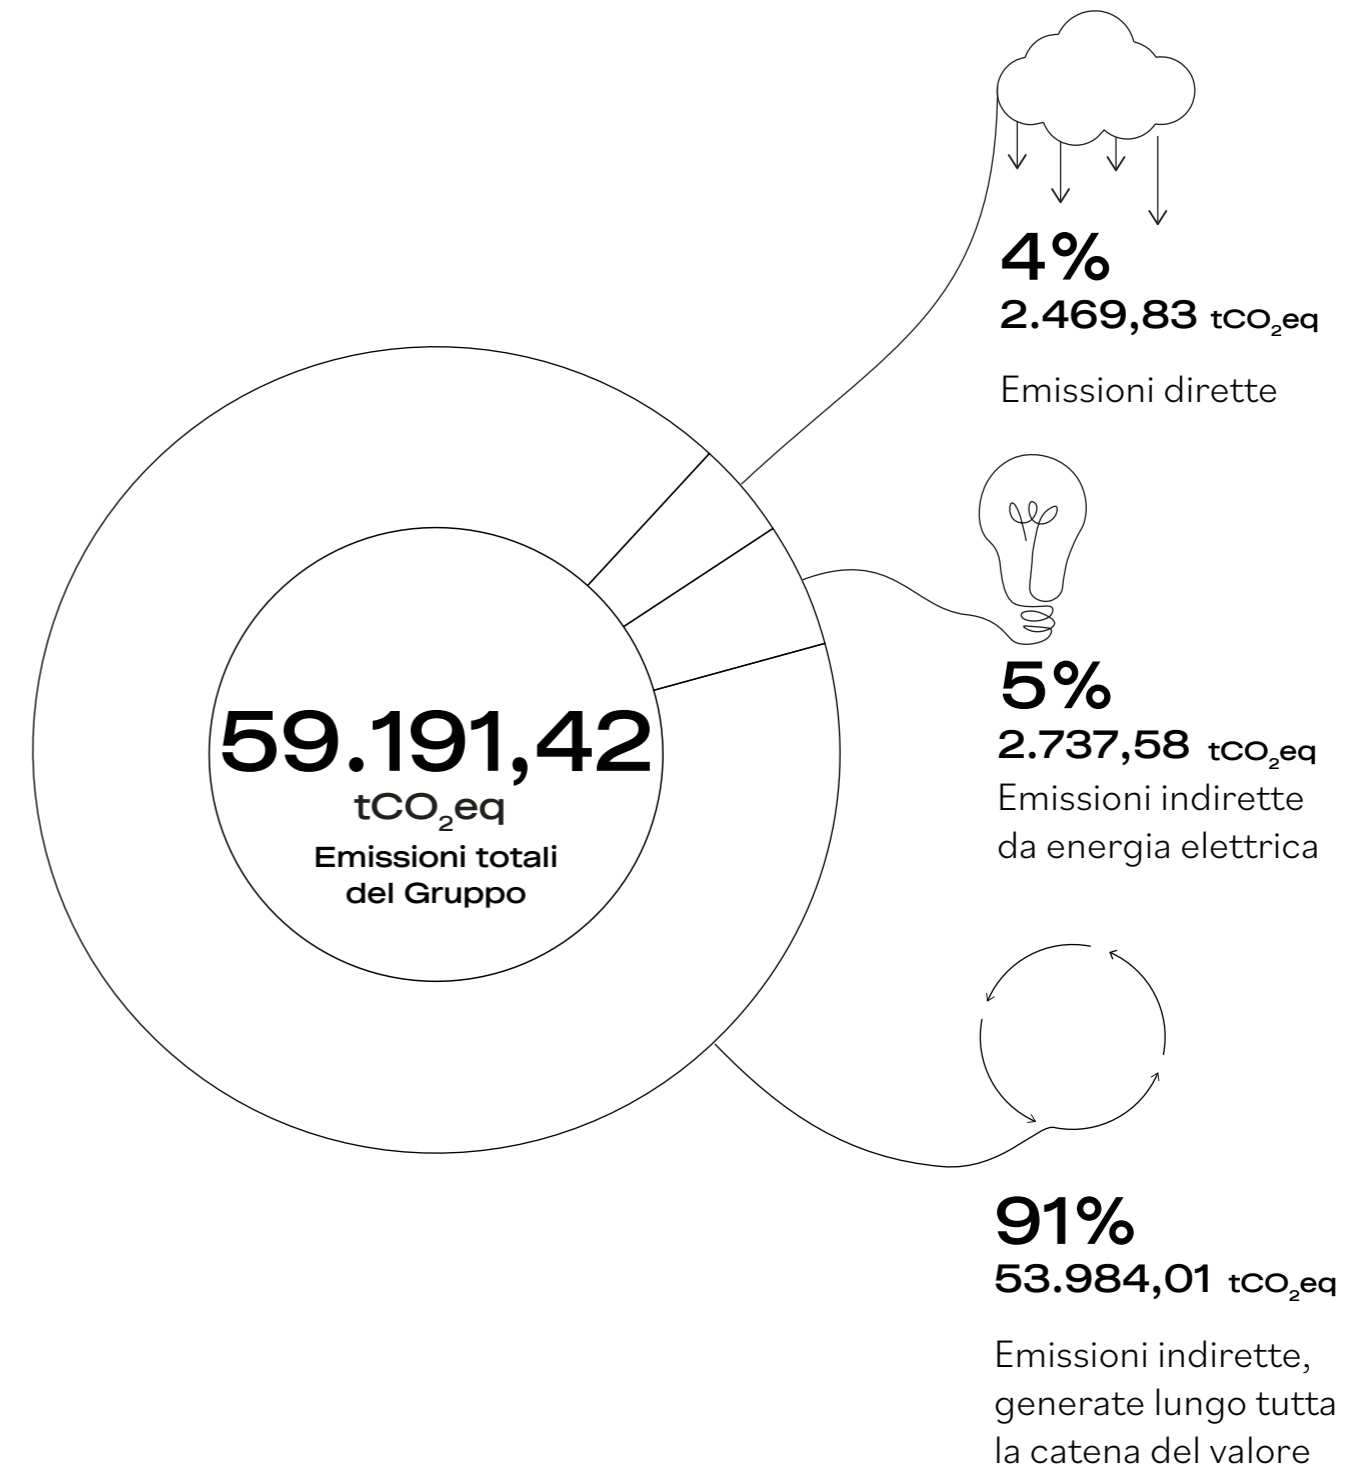 4%
2.469,83 tCO₂eq
Emissioni dirette
5%
2.737,58 tCO₂eq
Emissioni indirette
da energia elettrica
59.191,42
tCO₂eq
Emissioni totali
del Gruppo
91%
53.984,01 tCO₂eq
Emissioni indirette,
generate lungo tutta
la catena del valore